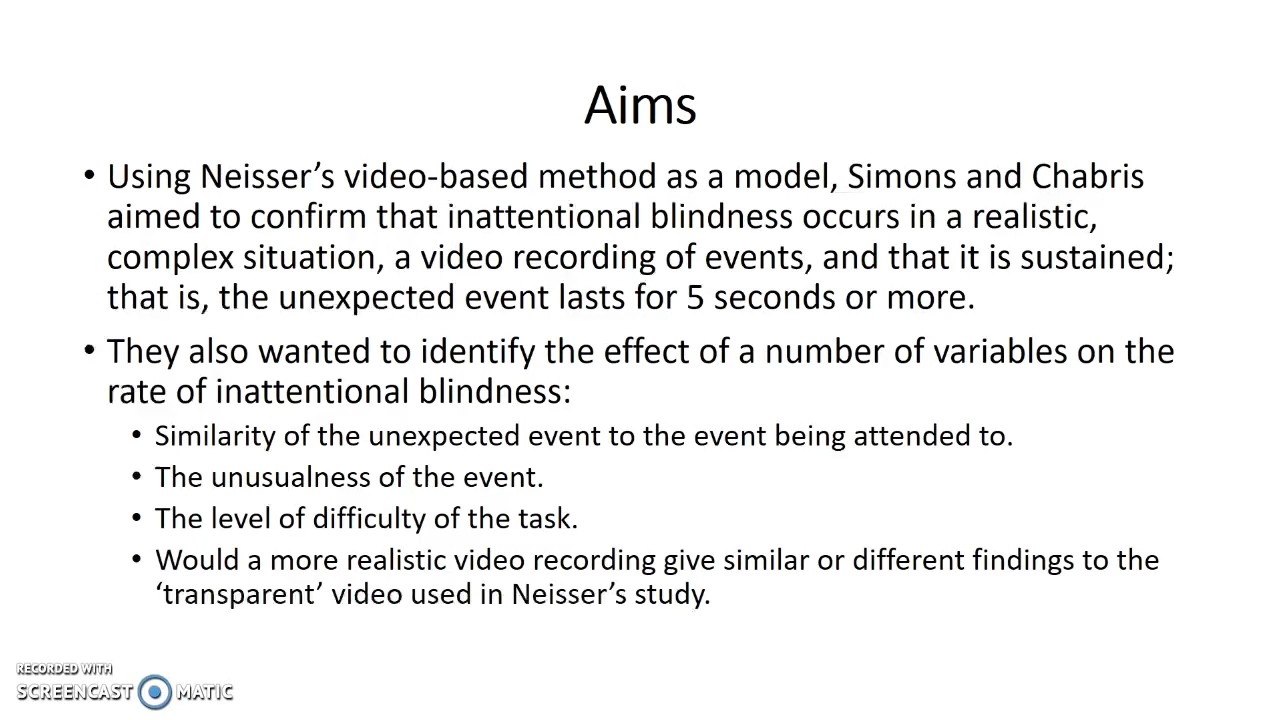 Aims
• Using Neisser’s video-based method as a model, Simons and Chabris
aimed to confirm that inattentional blindness occurs in a realistic,
complex situation, a video recording of events, and that it is sustained;
that is, the unexpected event lasts for 5 seconds or more.
• They also wanted to identify the effect of a number of variables on the
rate of inattentional blindness:
• Similarity of the unexpected event to the event being attended to.
• The unusualness of the event.
• The level of difficulty of the task.
• Would a more realistic video recording give similar or different findings to the
‘transparent’ video used in Neisser’s study.
RECORDED WITH
SCREENCAST MATIC